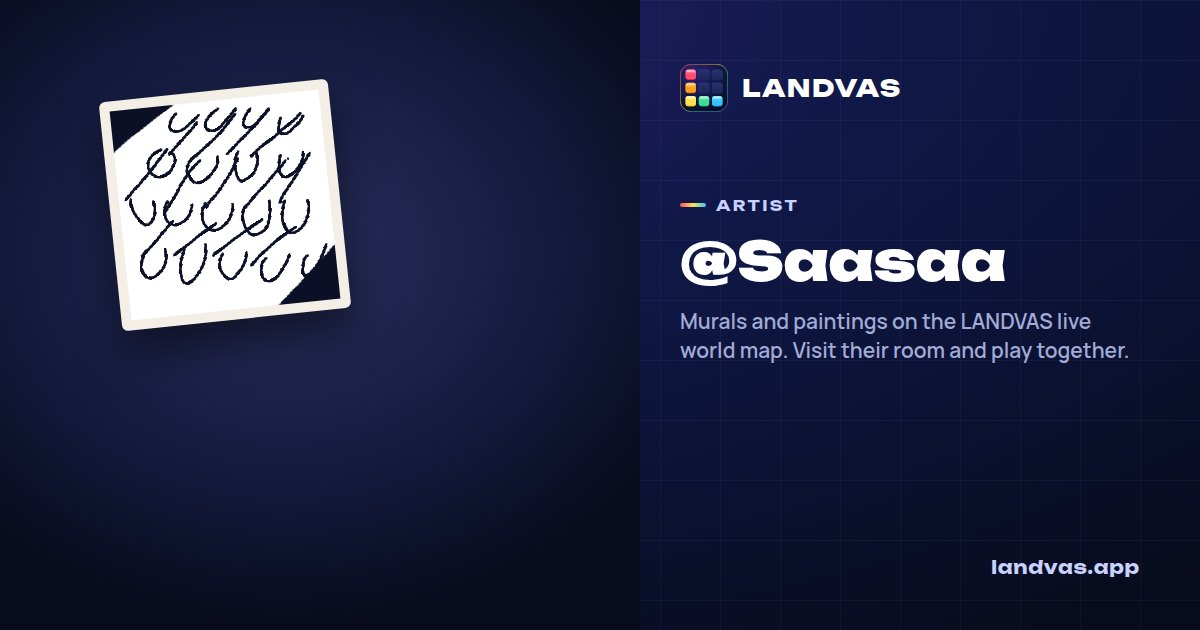 LANDVAS
ARTIST
@Saasaa
Murals and paintings on the LANDVAS live
world map. Visit their room and play together.
landvas.app